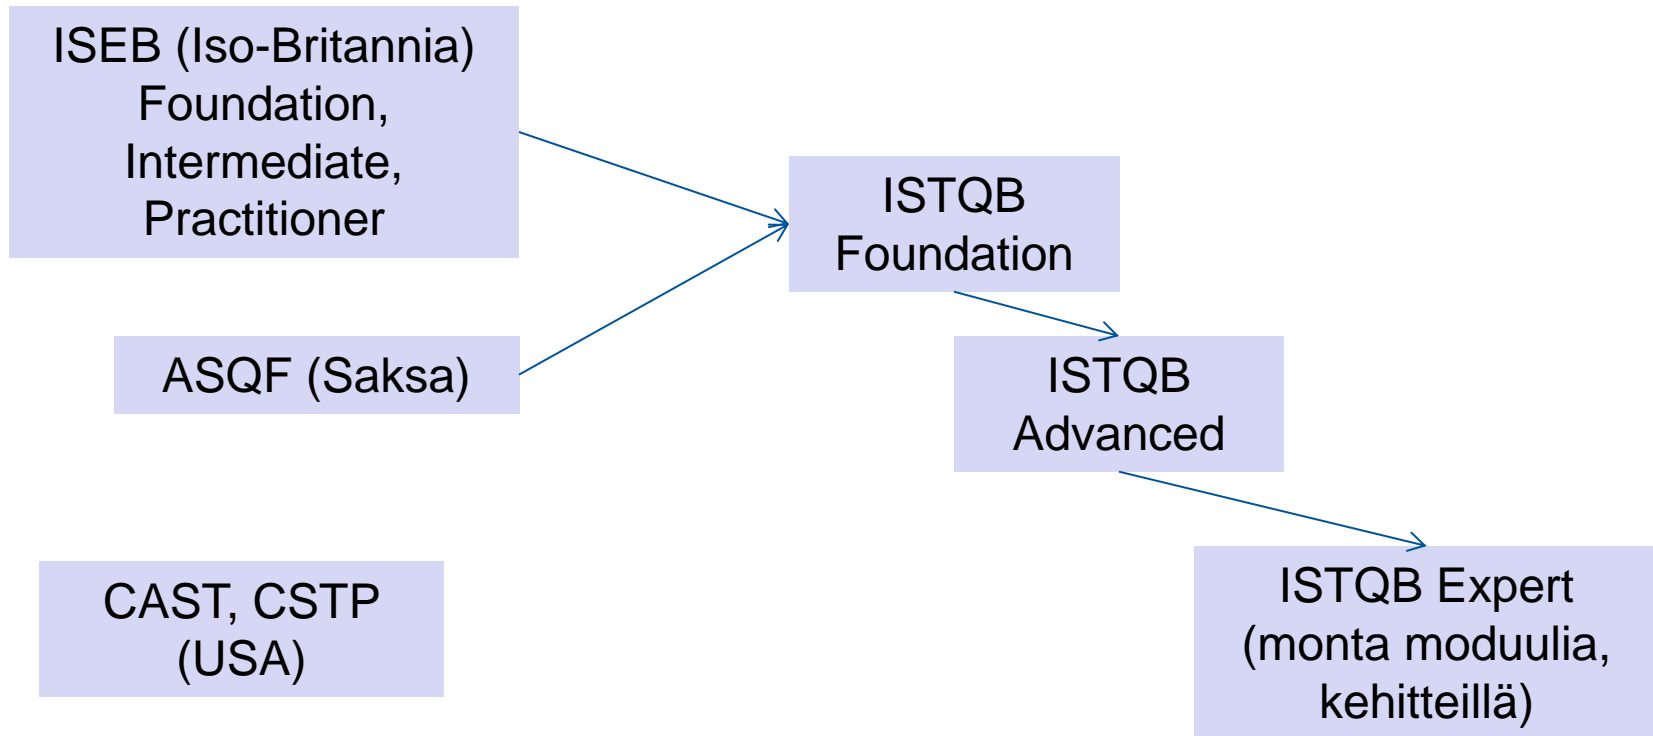 ISEB (Iso-Britannia)
Foundation,
Intermediate,
Practitioner
ISTQB
Foundation
ASQF (Saksa)
ISTQB
Advanced
CAST, CSTP
(USA)
ISTQB Expert
(monta moduulia,
kehitteillä)